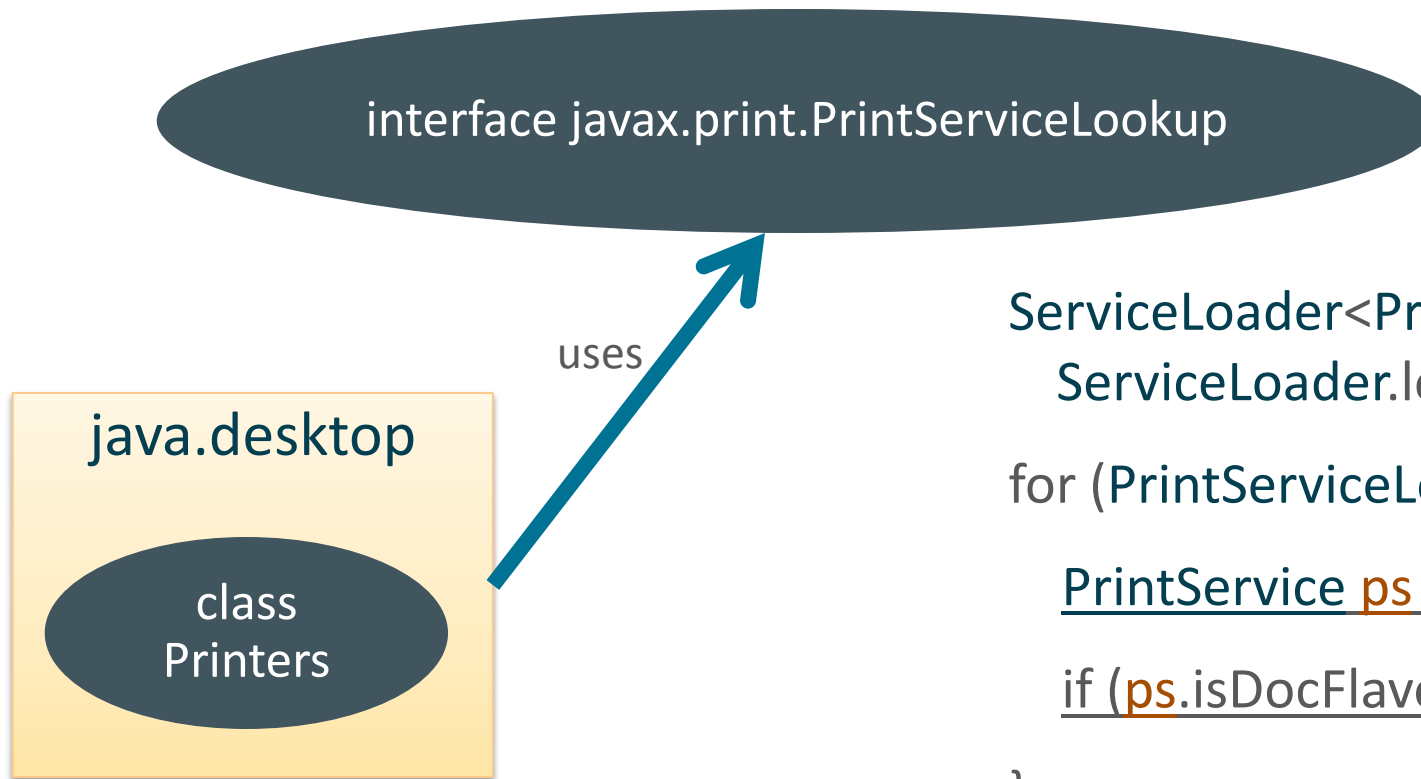 interface javax.print.PrintServiceLookup
uses
java.desktop
class
Printers
ServiceLoader<Pr
ServiceLoader.l
for (PrintServiceL
PrintService ps
if (ps.isDocFlav
}